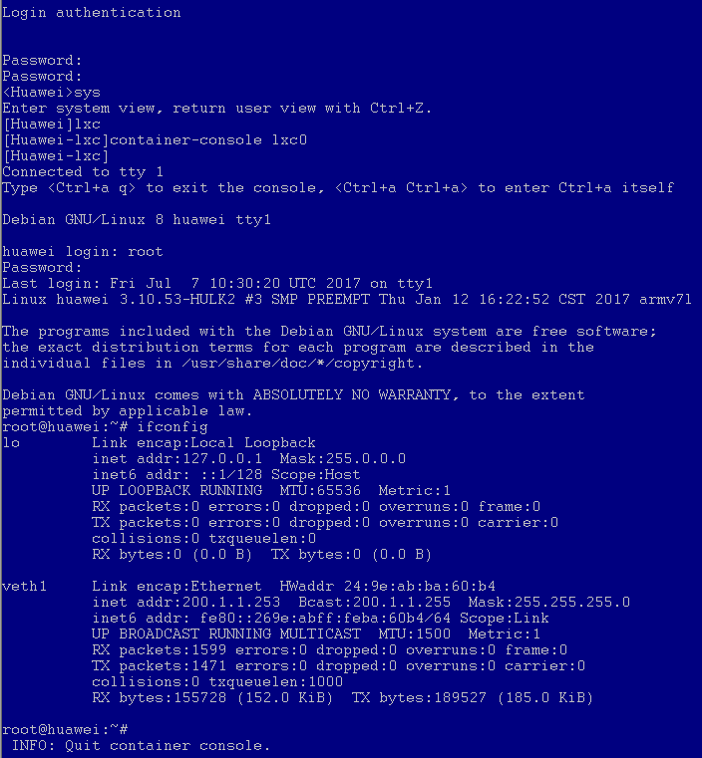 Login authentication
Password:
Password:
<Huawei>sys
Enter system view, return user view with Ctrl+Z.
[Huawei]lxc
[Huawei-lxc]container-console lxc0
[Huawei-lxc]
Connected to tty 1
Type <Ctrl+a q> to exit the console, <Ctrl+a Ctrl+a> to enter Ctrl+a itself
Debian GNU/Linux 8 huawei tty1
huawei login: root
Password:
Last login: Fri Jul  7 10:30:20 UTC 2017 on tty1
Linux huawei 3.10.53-HULK2 #3 SMP PREEMPT Thu Jan 12 16:22:52 CST 2017 armv7l
The programs included with the Debian GNU/Linux system are free software;
the exact distribution terms for each program are described in the
individual files in /usr/share/doc/*/copyright.
Debian GNU/Linux comes with ABSOLUTELY NO WARRANTY, to the extent
permitted by applicable law.
root@huawei:~# ifconfig
lo        Link encap:Local Loopback
          inet addr:127.0.0.1  Mask:255.0.0.0
          inet6 addr: ::1/128 Scope:Host
          UP LOOPBACK RUNNING  MTU:65536  Metric:1
          RX packets:0 errors:0 dropped:0 overruns:0 frame:0
          TX packets:0 errors:0 dropped:0 overruns:0 carrier:0
          collisions:0 txqueuelen:0
          RX bytes:0 (0.0 B)  TX bytes:0 (0.0 B)
veth1     Link encap:Ethernet  HWaddr 24:9e:ab:ba:60:b4
          inet addr:200.1.1.253  Bcast:200.1.1.255  Mask:255.255.255.0
          inet6 addr: fe80::269e:abff:feba:60b4/64 Scope:Link
          UP BROADCAST RUNNING MULTICAST  MTU:1500  Metric:1
          RX packets:1599 errors:0 dropped:0 overruns:0 frame:0
          TX packets:1471 errors:0 dropped:0 overruns:0 carrier:0
          collisions:0 txqueuelen:1000
          RX bytes:155728 (152.0 KiB)  TX bytes:189527 (185.0 KiB)
root@huawei:~#
 INFO: Quit container console.